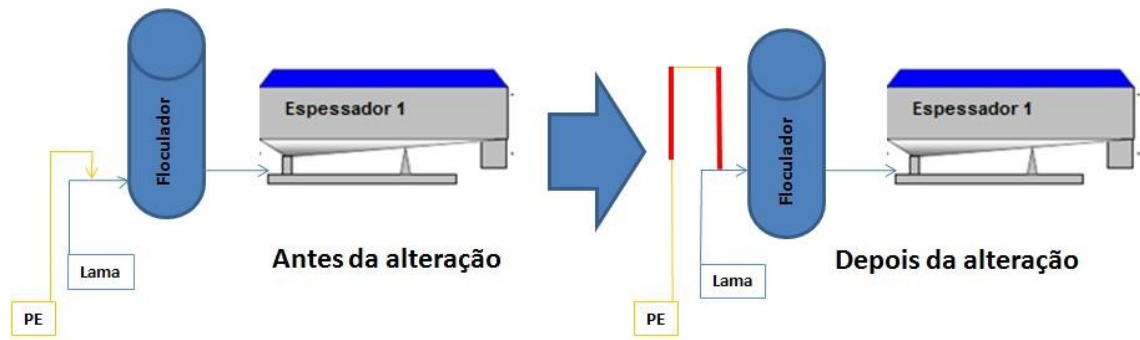 Floculador
Espessador 1
Lama
PE
Antes da alteração
Floculador
Espessador 1
Lama
PE
Depois da alteração